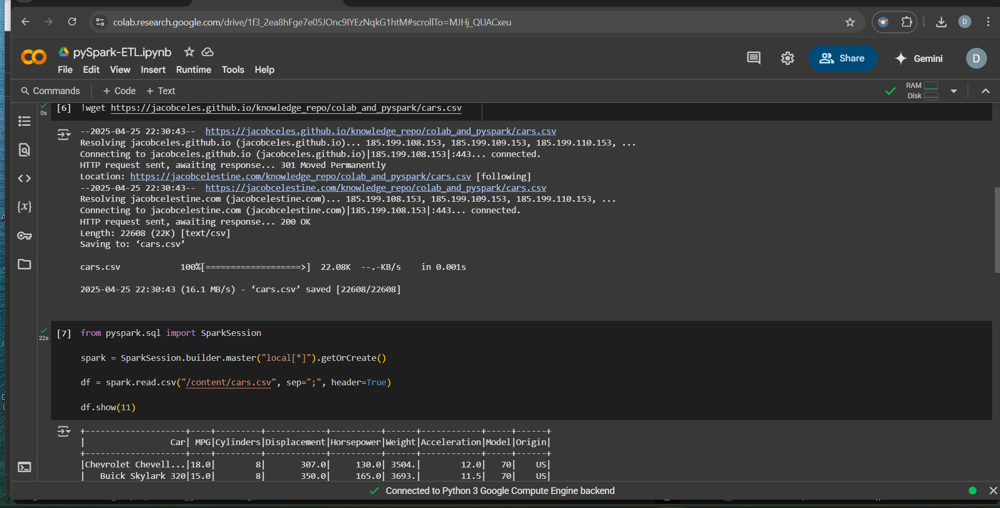 colab.research.google.com/drive/1f3_2ea8hFge7e05JOnc9IYEzNqkG1htM#scrollTo=MJHj_QUACxeu
D
pySpark-ETL.ipynb
File Edit View Insert Runtime Tools Help
Share
Gemini
D
Commands + Code + Text
RAM
Disk
0s
[6] !wget https://jacobceles.github.io/knowledge_repo/colab_and_pyspark/cars.csv
--2025-04-25 22:30:43-- https://jacobceles.github.io/knowledge_repo/colab_and_pyspark/cars.csv
Resolving jacobceles.github.io (jacobceles.github.io)... 185.199.108.153, 185.199.109.153, 185.199.110.153, ...
Connecting to jacobceles.github.io (jacobceles.github.io)|185.199.108.153|:443... connected.
HTTP request sent, awaiting response... 301 Moved Permanently
Location: https://jacobcelestine.com/knowledge_repo/colab_and_pyspark/cars.csv [following]
--2025-04-25 22:30:43-- https://jacobcelestine.com/knowledge_repo/colab_and_pyspark/cars.csv
Resolving jacobcelestine.com (jacobcelestine.com)... 185.199.108.153, 185.199.109.153, 185.199.110.153, ...
Connecting to jacobcelestine.com (jacobcelestine.com)|185.199.108.153|:443... connected.
HTTP request sent, awaiting response... 200 OK
Length: 22608 (22K) [text/csv]
Saving to: ‘cars.csv’
cars.csv 100%[===================>] 22.08K --.-KB/s in 0.001s
2025-04-25 22:30:43 (16.1 MB/s) - ‘cars.csv’ saved [22608/22608]
22s
[7] from pyspark.sql import SparkSession
spark = SparkSession.builder.master("local[*]").getOrCreate()
df = spark.read.csv("/content/cars.csv", sep=";", header=True)
df.show(11)
+--------------------+----+---------+------------+----------+------+------------+-----+------+
| Car| MPG|Cylinders|Displacement|Horsepower|Weight|Acceleration|Model|Origin|
+--------------------+----+---------+------------+----------+------+------------+-----+------+
|Chevrolet Chevell...|18.0| 8| 307.0| 130.0| 3504.| 12.0| 70| US|
| Buick Skylark 320|15.0| 8| 350.0| 165.0| 3693.| 11.5| 70| US|
Connected to Python 3 Google Compute Engine backend